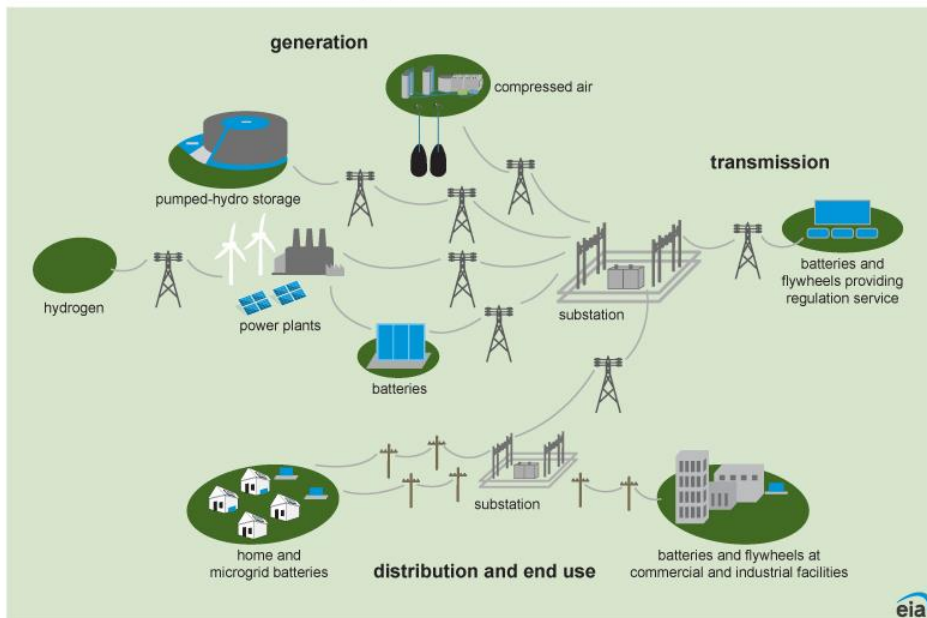 generation
compressed air
transmission
pumped-hydro storage
batteries and
flywheels providing
regulation service
hydrogen
power plants
substation
batteries
substation
home and
microgrid batteries
distribution and end use
batteries and flywheels at
commercial and industrial facilities
eia